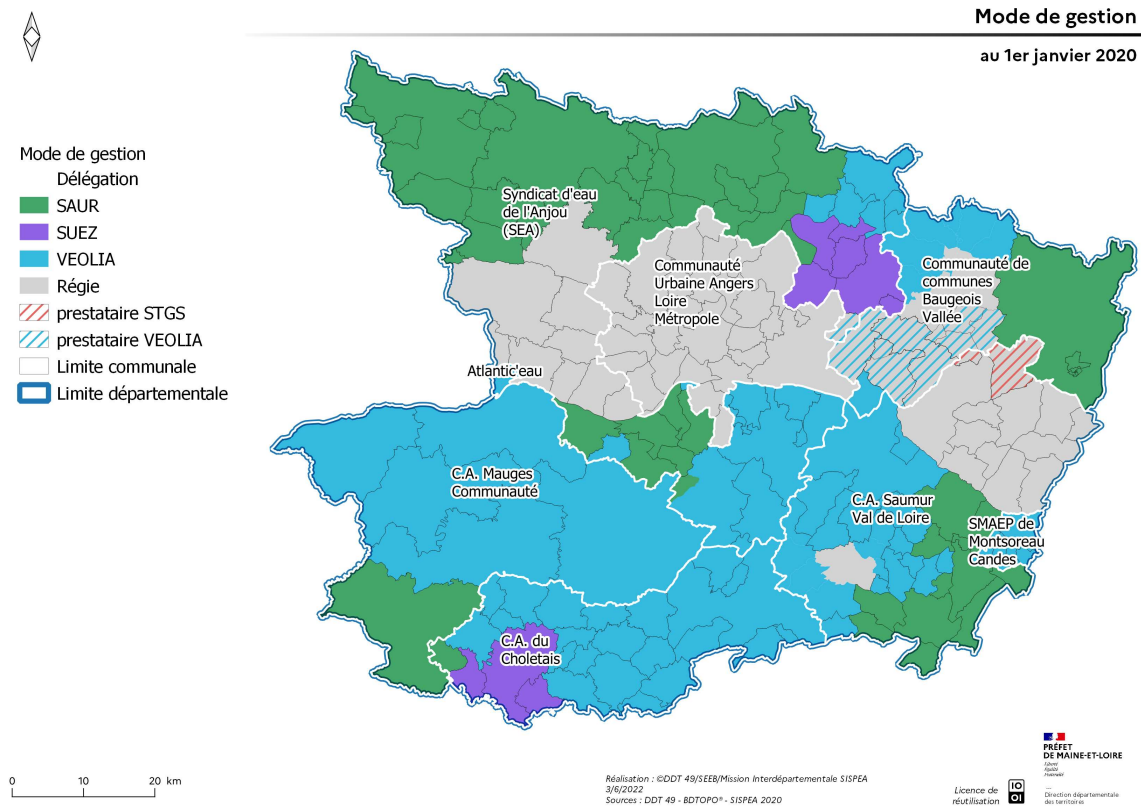 Mode de gestion
au 1er janvier 2020
Mode de gestion
Délégation
SAUR
SUEZ
VEOLIA
Régie
prestataire STGS
prestataire VEOLIA
Limite communale
Limite départementale
Syndicat d'eau
de l'Anjou
(SEA)
Communauté
Urbaine Angers
Loire
Métropole
Communauté de
communes
Baugeois
Vallée
Atlantic'eau
C.A. Mauges
Communauté
C.A. Saumur
Val de Loire
SMAEP de
Montsoreau
Candes
C.A. du
Choletais
0 10 20 km
Réalisation : ©DDT 49/SEEB/Mission Interdépartementale SISPEA
3/6/2022
Sources : DDT 49 - BDTOPO® - SISPEA 2020
Licence de
réutilisation
PRÉFET
DE MAINE-ET-LOIRE
Liberté
Égalité
Fraternité
Direction départementale
des territoires